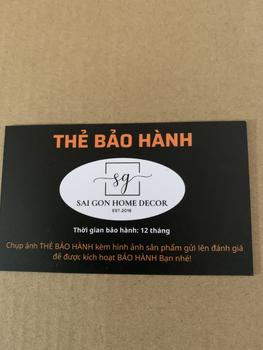 THẺ BẢO HÀNH
sg
SAI GON HOME DECOR
EST.2016
Thời gian bảo hành: 12 tháng
Chụp ảnh THẺ BẢO HÀNH kèm hình ảnh sản phẩm gửi lên đánh giá
để được kích hoạt BẢO HÀNH Bạn nhé!